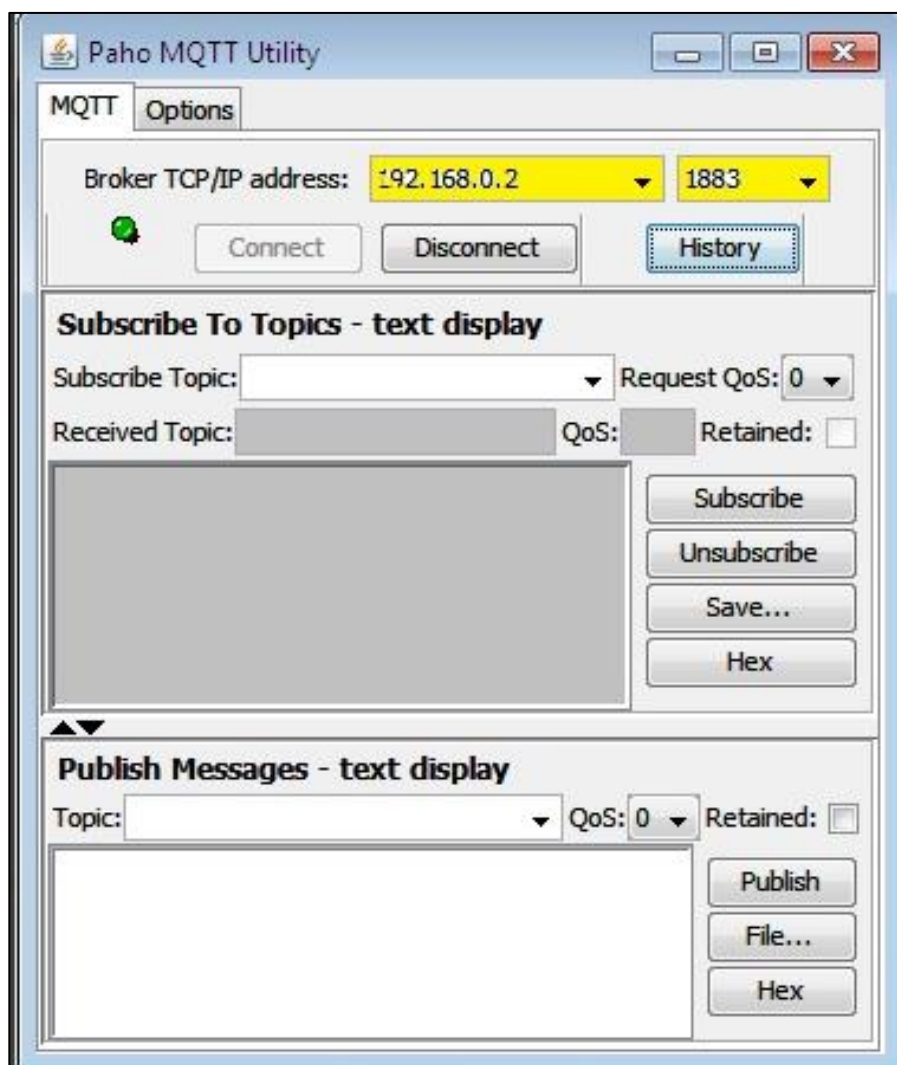 Paho MQTT Utility
MQTT Options
Broker TCP/IP address: 192.168.0.2 1883
Connect Disconnect History
Subscribe To Topics - text display
Subscribe Topic: Request QoS: 0
Received Topic: QoS: Retained:
Subscribe
Unsubscribe
Save...
Hex
Publish Messages - text display
Topic: QoS: 0 Retained:
Publish
File...
Hex